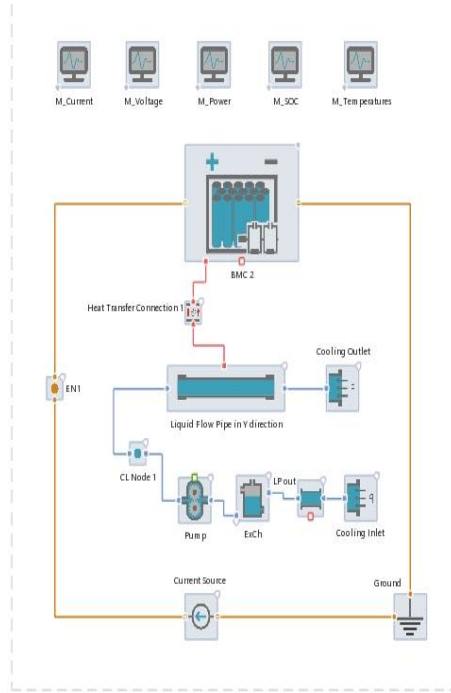 M_Current
M_Voltage
M_Power
M_SOC
M_Temperatures
BMC 2
Heat Transfer Connection 1
Cooling Outlet
EN1
Liquid Flow Pipe in Y direction
CL Node 1
LPout
Pump
ExCh
Cooling Inlet
Current Source
Ground